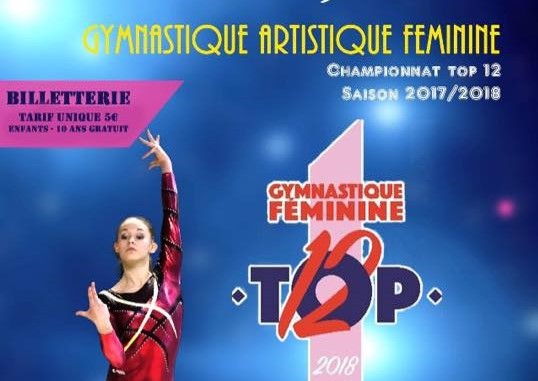 GYMNASTIQUE ARTISTIQUE FEMININE
CHAMPIONNAT TOP 12
SAISON 2017/2018
BILLETTERIE
TARIF UNIQUE 5€
ENFANTS - 10 ANS GRATUIT
GYMNASTIQUE
FÉMININE
12
• TOP •
2018